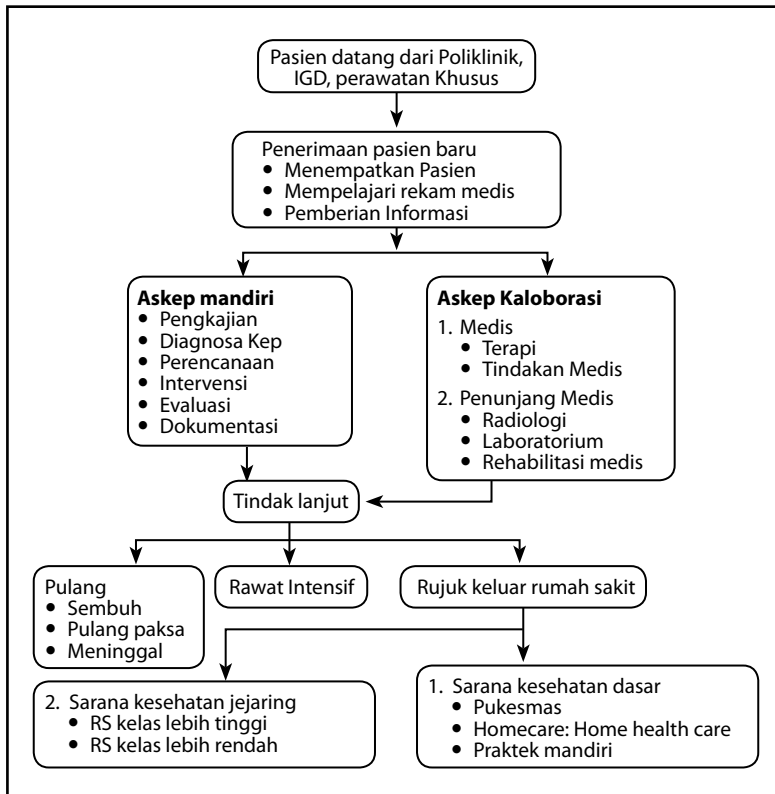 Pasien datang dari Poliklinik,
IGD, perawatan Khusus
Penerimaan pasien baru
• Menempatkan Pasien
• Mempelajari rekam medis
• Pemberian Informasi
Askep mandiri
• Pengkajian
• Diagnosa Kep
• Perencanaan
• Intervensi
• Evaluasi
• Dokumentasi
Askep Kaloborasi
1. Medis
• Terapi
• Tindakan Medis
2. Penunjang Medis
• Radiologi
• Laboratorium
• Rehabilitasi medis
Tindak lanjut
Pulang
• Sembuh
• Pulang paksa
• Meninggal
Rawat Intensif
Rujuk keluar rumah sakit
2. Sarana kesehatan jejaring
• RS kelas lebih tinggi
• RS kelas lebih rendah
1. Sarana kesehatan dasar
• Pukesmas
• Homecare: Home health care
• Praktek mandiri